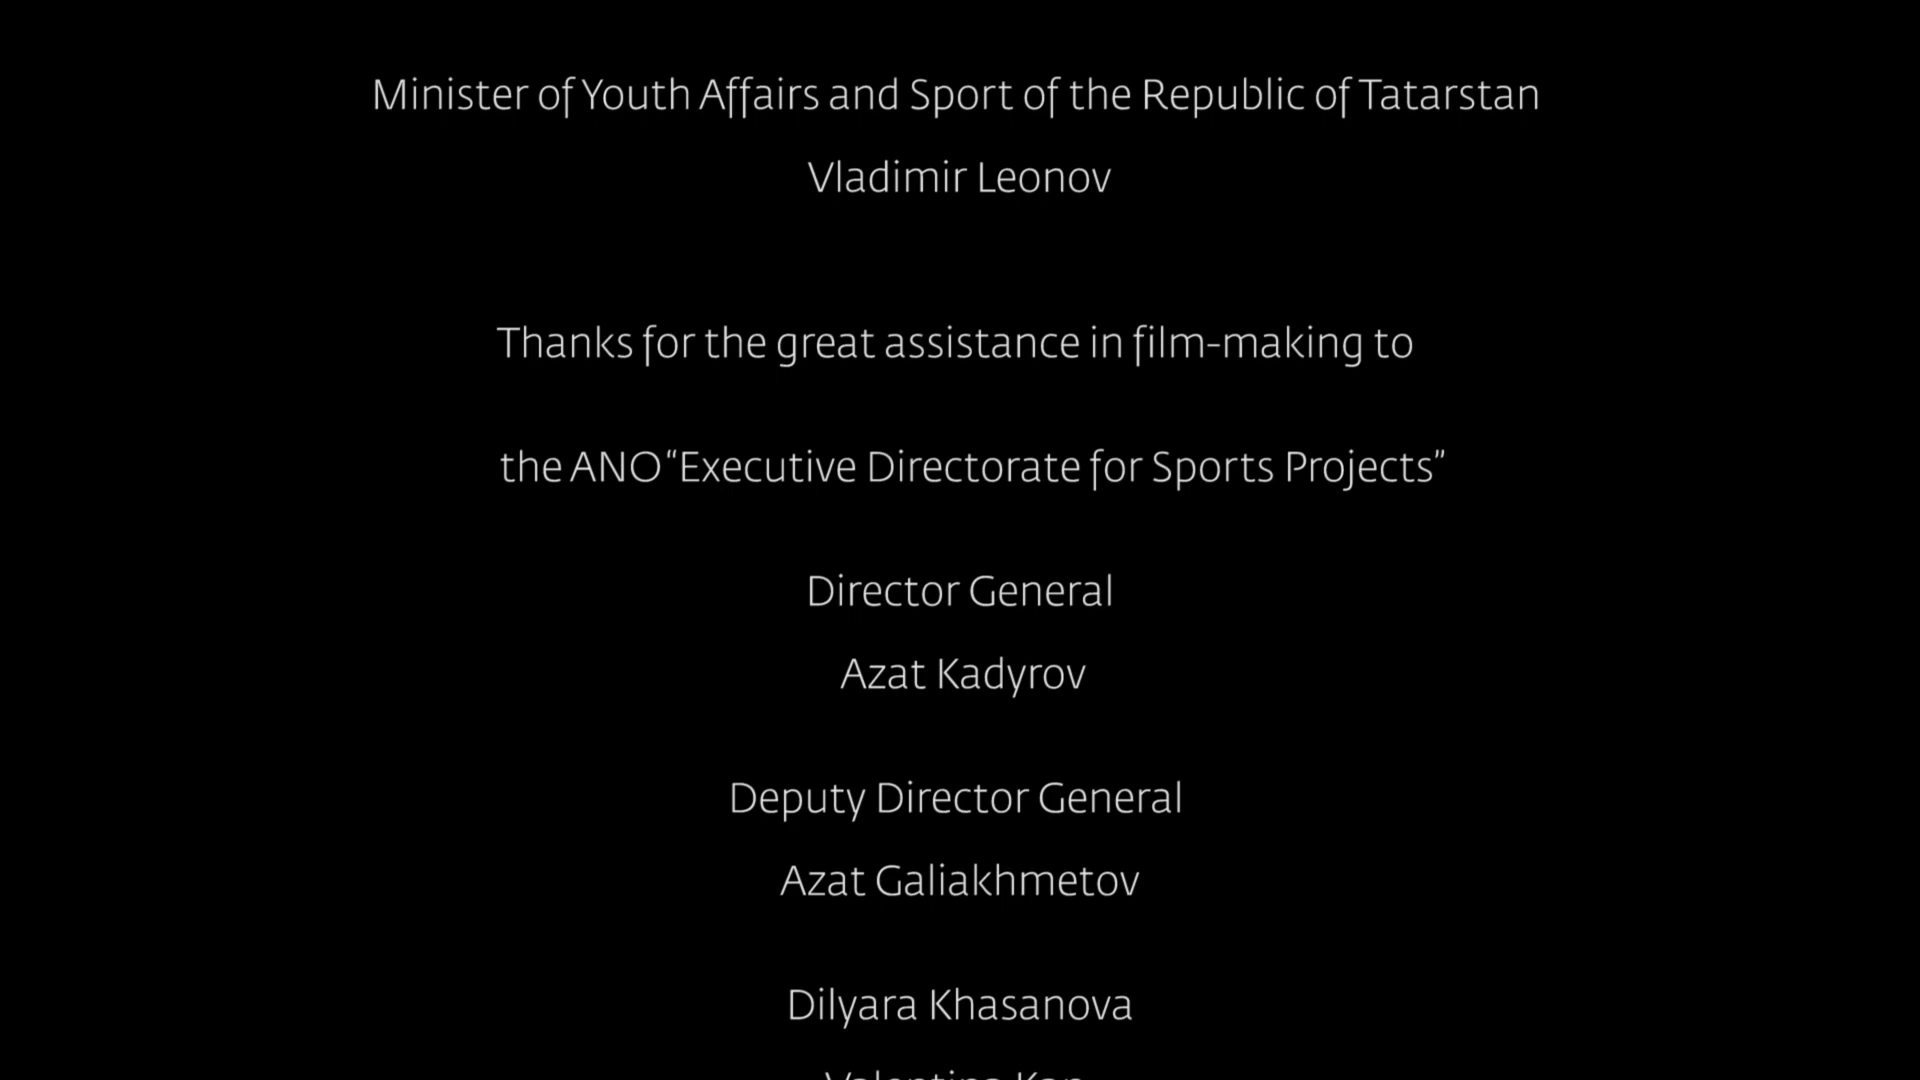 Minister of Youth Affairs and Sport of the Republic of Tatarstan
Vladimir Leonov
Thanks for the great assistance in film-making to
the ANO “Executive Directorate for Sports Projects”
Director General
Azat Kadyrov
Deputy Director General
Azat Galiakhmetov
Dilyara Khasanova